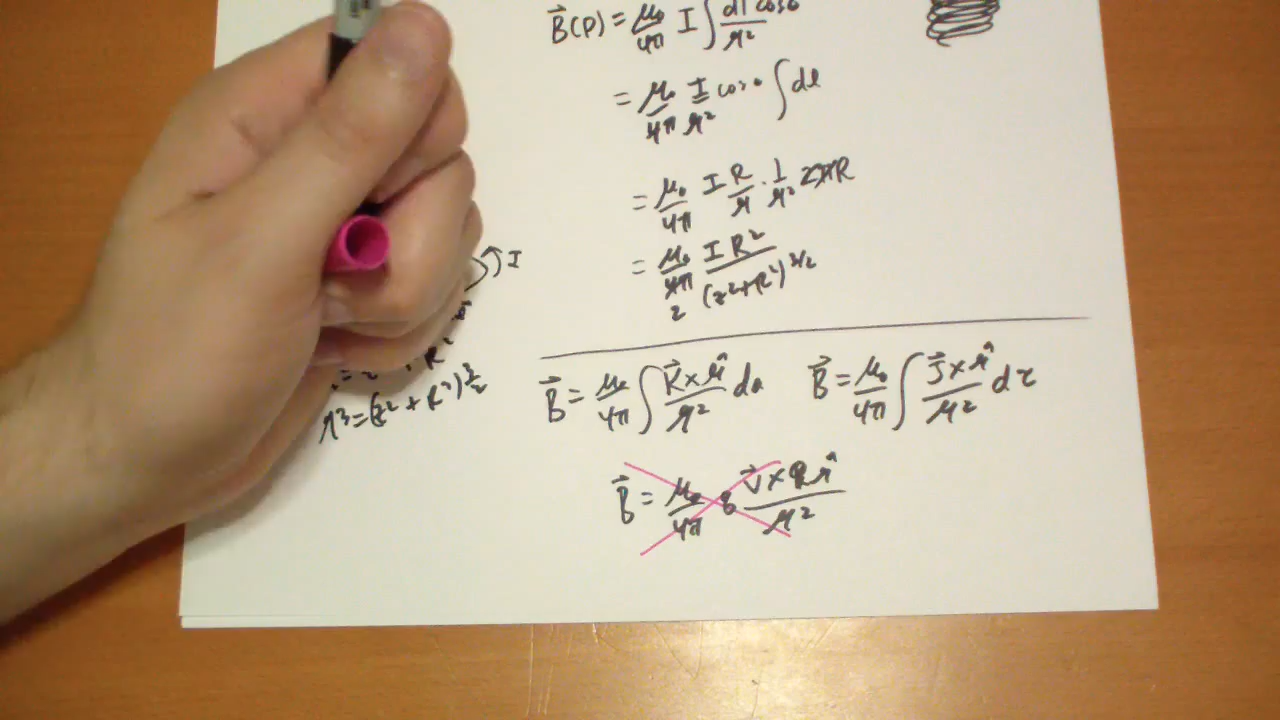 B⃗(P) = μ₀/4π I ∫ dl cosθ/𝓇²
= μ₀/4π I/𝓇² cosθ ∫ dl
= μ₀/4π I R/𝓇 · 1/𝓇² 2πR
= μ₀/2 I R²/(z²+R²)^3/2
I
R²
𝓇³ = (z² + R²)^3/2
B⃗ = μ₀/4π ∫ K⃗ × 𝓇̂/𝓇² da B⃗ = μ₀/4π ∫ J⃗ × 𝓇̂/𝓇² dτ
B⃗ = μ₀/4π q v⃗ × 𝓇̂/𝓇²